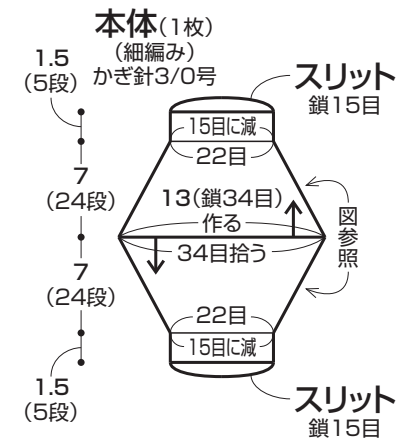 本体(1枚)
(細編み)
かぎ針3/0号
1.5
(5段)
スリット
鎖15目
15目に減
22目
7
(24段)
13(鎖34目)
作る
図参照
34目拾う
7
(24段)
22目
15目に減
1.5
(5段)
スリット
鎖15目